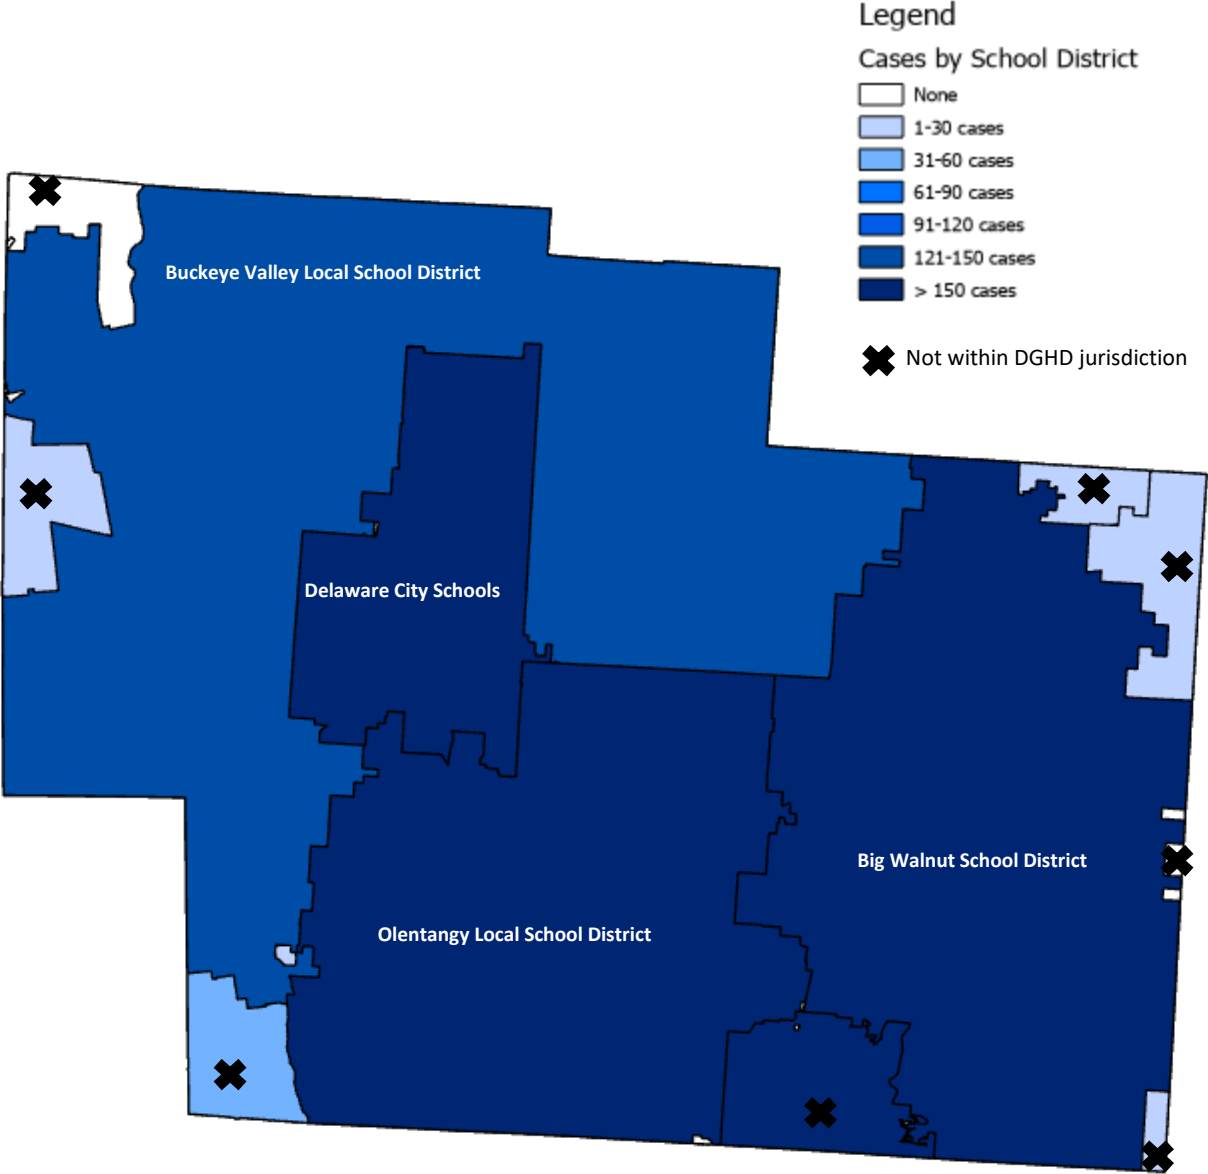 Legend
Cases by School District
None
1-30 cases
31-60 cases
61-90 cases
91-120 cases
121-150 cases
> 150 cases
Not within DGHD jurisdiction
Buckeye Valley Local School District
Delaware City Schools
Big Walnut School District
Olentangy Local School District